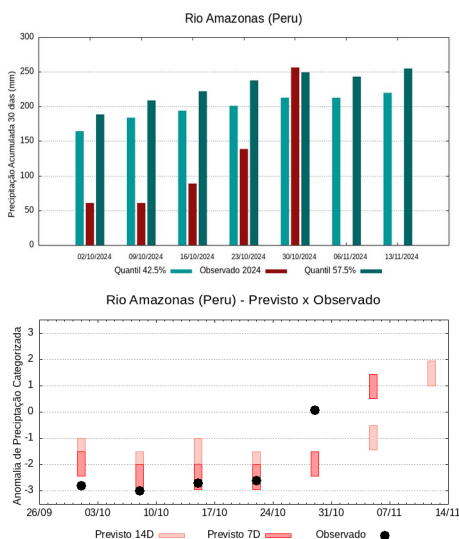 Rio Amazonas (Peru)
Precipitação Acumulada 30 dias (mm)
300
250
200
150
100
50
0
02/10/2024 09/10/2024 16/10/2024 23/10/2024 30/10/2024 06/11/2024 13/11/2024
Quantil 42.5% Observado 2024 Quantil 57.5%
Rio Amazonas (Peru) - Previsto x Observado
Anomalia de Precipitação Categorizada
3
2
1
0
-1
-2
-3
26/09 03/10 10/10 17/10 24/10 31/10 07/11 14/11
Previsto 14D Previsto 7D Observado